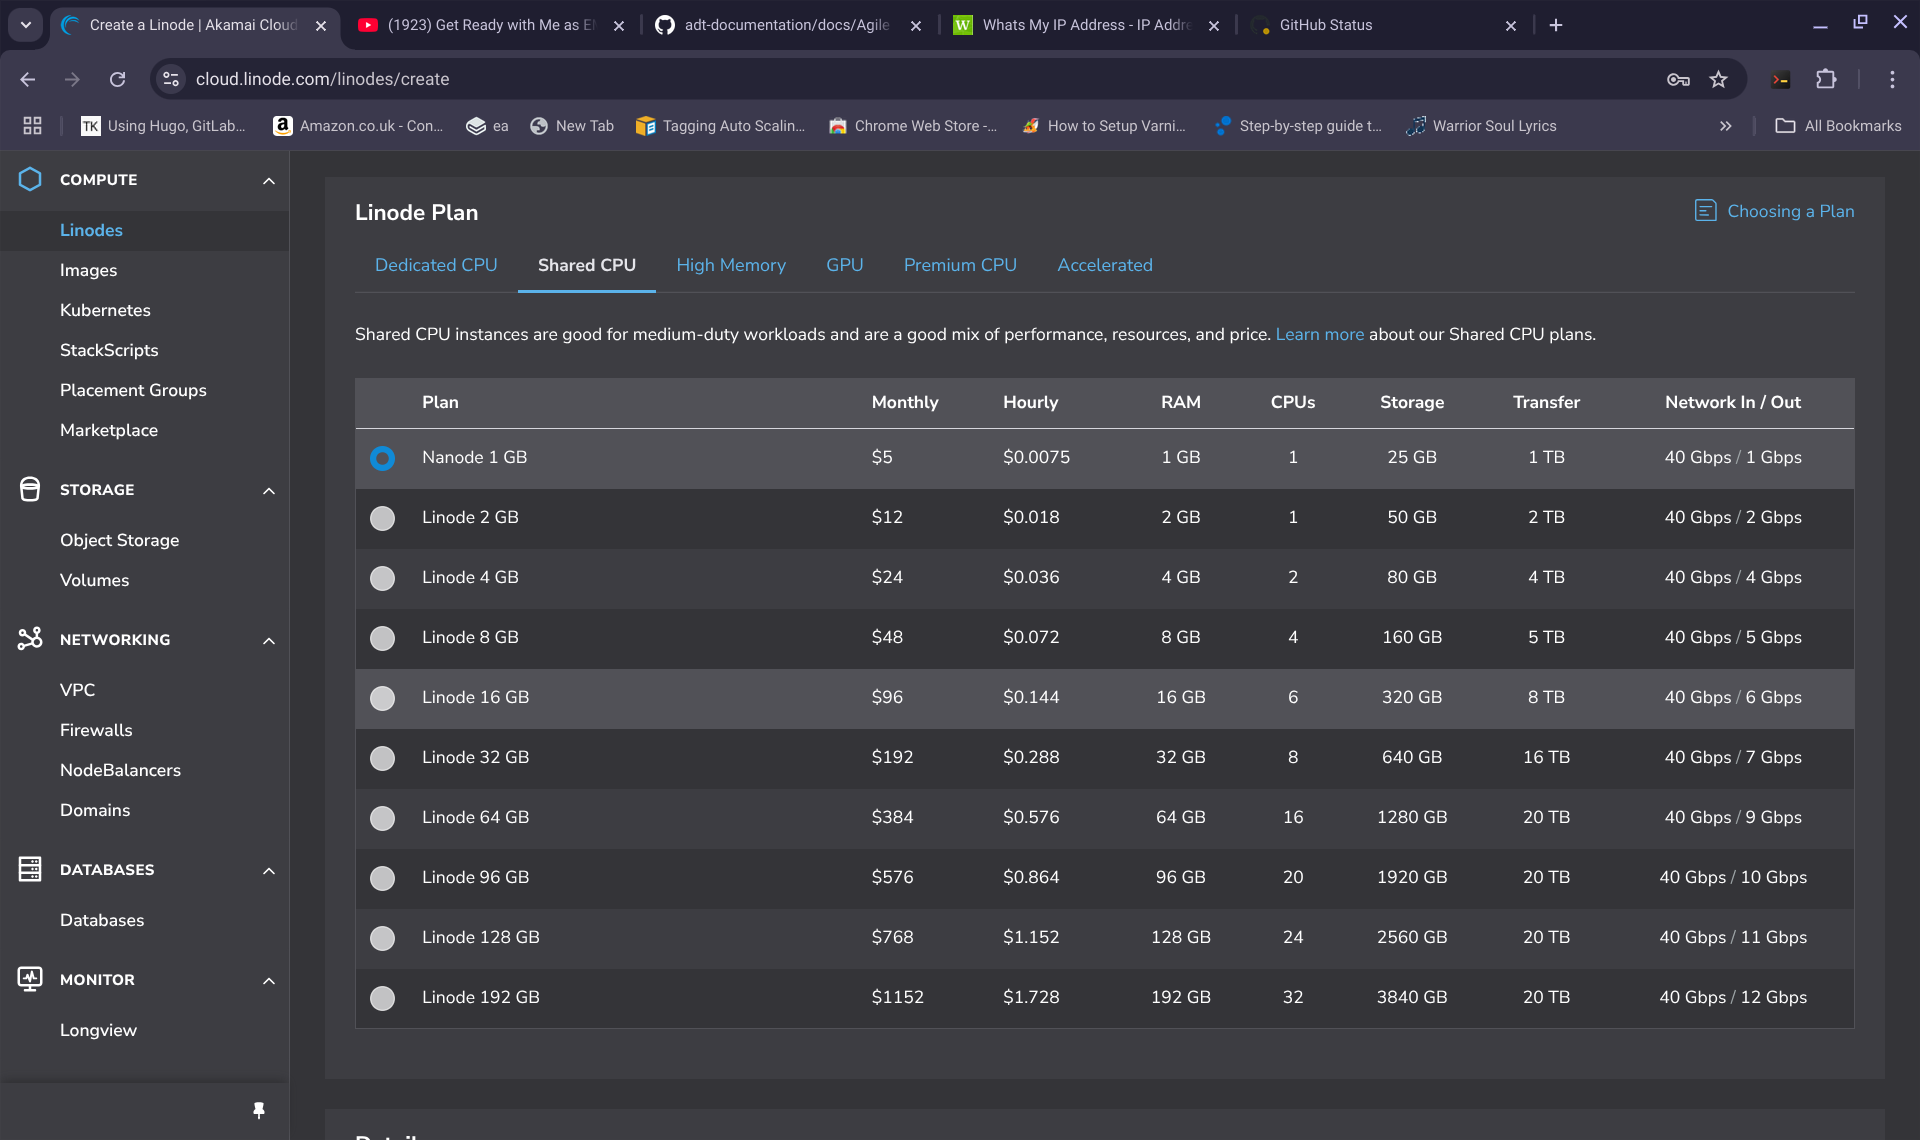 Create a Linode | Akamai Cloud
(1923) Get Ready with Me as
adt-documentation/docs/Agile
W Whats My IP Address - IP Addre
GitHub Status
cloud.linode.com/linodes/create
TK Using Hugo, GitLab...
a Amazon.co.uk - Con...
ea
New Tab
Tagging Auto Scalin...
Chrome Web Store -...
How to Setup Varni...
Step-by-step guide t...
Warrior Soul Lyrics
All Bookmarks
COMPUTE
Linodes
Images
Kubernetes
StackScripts
Placement Groups
Marketplace
STORAGE
Object Storage
Volumes
NETWORKING
VPC
Firewalls
NodeBalancers
Domains
DATABASES
Databases
MONITOR
Longview
Linode Plan
Choosing a Plan
Dedicated CPU Shared CPU High Memory GPU Premium CPU Accelerated
Shared CPU instances are good for medium-duty workloads and are a good mix of performance, resources, and price. Learn more about our Shared CPU plans.
Plan Monthly Hourly RAM CPUs Storage Transfer Network In / Out
Nanode 1 GB $5 $0.0075 1 GB 1 25 GB 1 TB 40 Gbps / 1 Gbps
Linode 2 GB $12 $0.018 2 GB 1 50 GB 2 TB 40 Gbps / 2 Gbps
Linode 4 GB $24 $0.036 4 GB 2 80 GB 4 TB 40 Gbps / 4 Gbps
Linode 8 GB $48 $0.072 8 GB 4 160 GB 5 TB 40 Gbps / 5 Gbps
Linode 16 GB $96 $0.144 16 GB 6 320 GB 8 TB 40 Gbps / 6 Gbps
Linode 32 GB $192 $0.288 32 GB 8 640 GB 16 TB 40 Gbps / 7 Gbps
Linode 64 GB $384 $0.576 64 GB 16 1280 GB 20 TB 40 Gbps / 9 Gbps
Linode 96 GB $576 $0.864 96 GB 20 1920 GB 20 TB 40 Gbps / 10 Gbps
Linode 128 GB $768 $1.152 128 GB 24 2560 GB 20 TB 40 Gbps / 11 Gbps
Linode 192 GB $1152 $1.728 192 GB 32 3840 GB 20 TB 40 Gbps / 12 Gbps